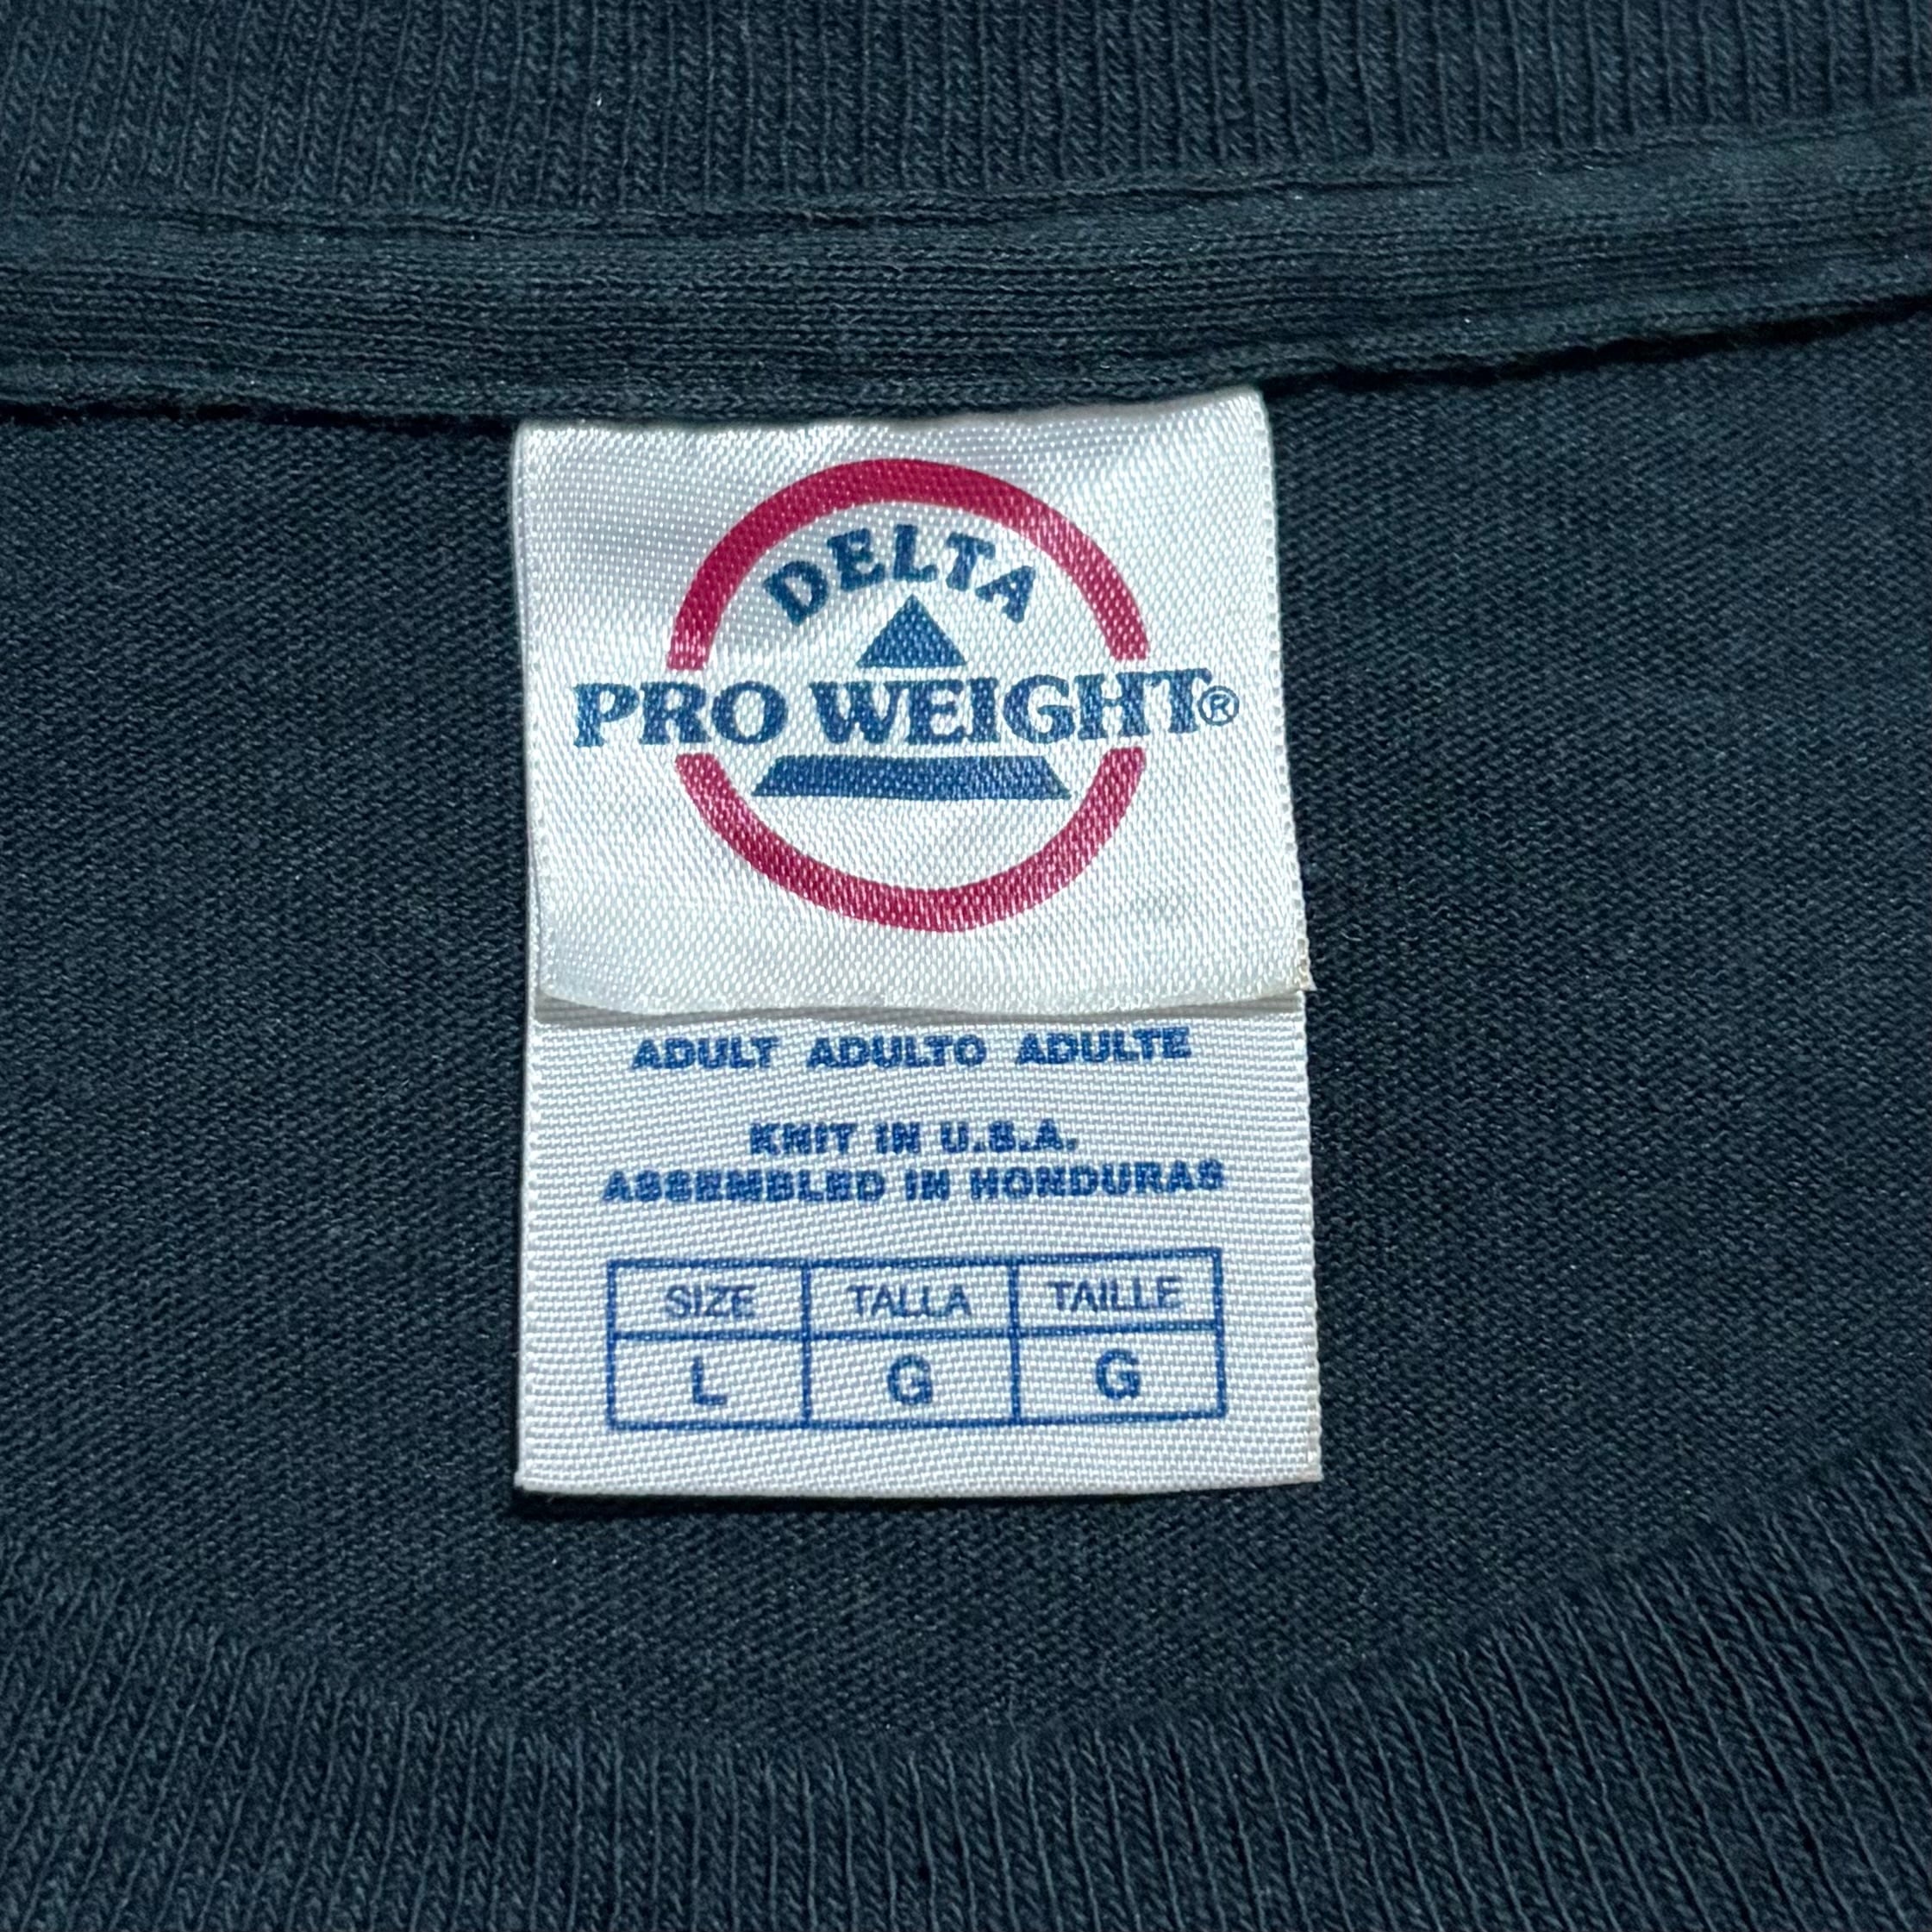 DELTA
PRO WEIGHT®
ADULT ADULTO ADULTE
KNIT IN U.S.A.
ASSEMBLED IN HONDURAS
SIZE TALLA TAILLE
L G G